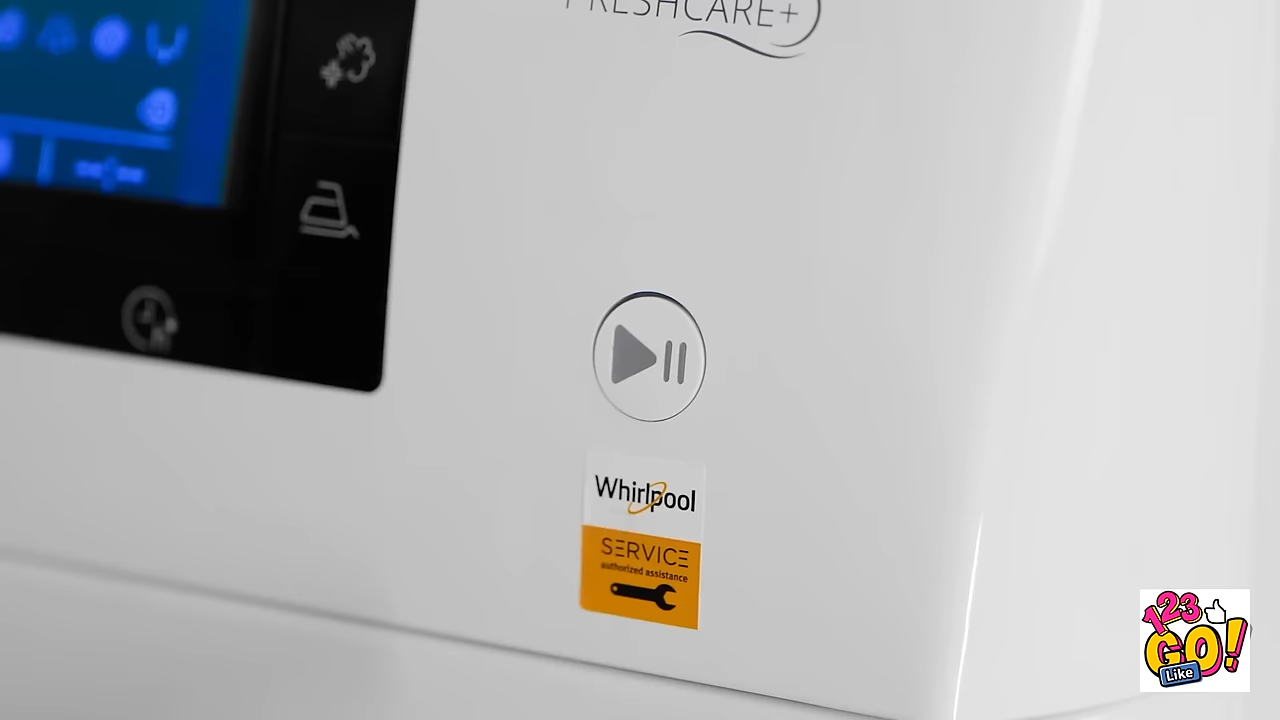 FRESHCARE+
Whirlpool
SERVICE
authorized assistance
123
GO!
Like